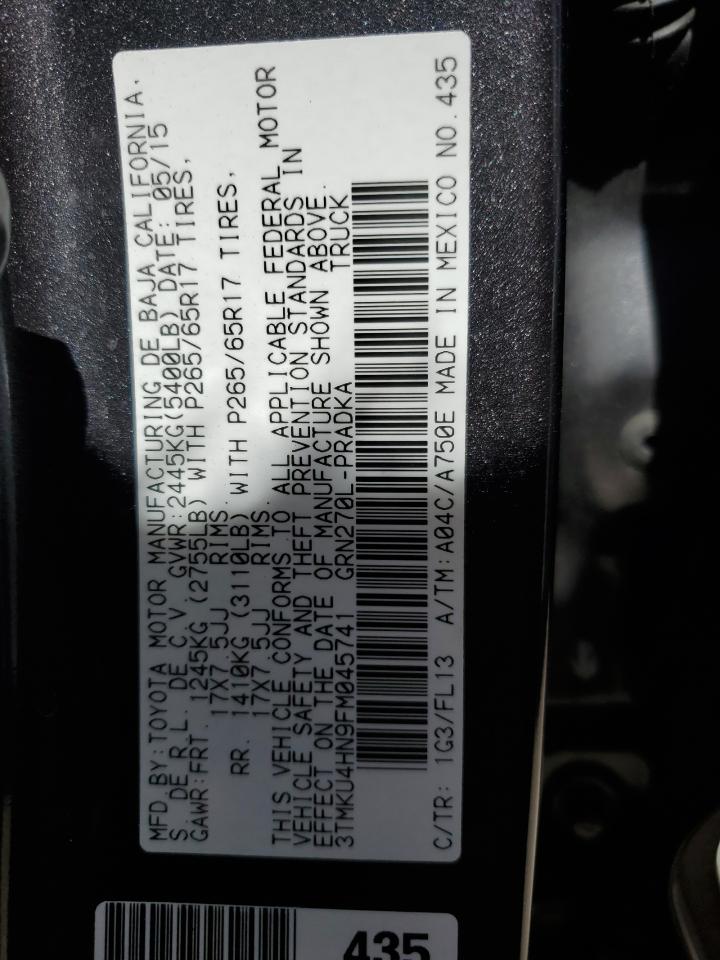 MFD BY:TOYOTA MOTOR MANUFACTURING DE BAJA CALIFORNIA,
S. DE R.L. DE C.V. GVWR:2445KG(5400LB) DATE: 05/15
GAWR:FRT. 1245KG (2755LB) WITH P265/65R17 TIRES,
17X7.5JJ RIMS.
RR. 1410KG (3110LB) WITH P265/65R17 TIRES,
17X7.5JJ RIMS.
THIS VEHICLE CONFORMS TO ALL APPLICABLE FEDERAL MOTOR
VEHICLE SAFETY AND THEFT PREVENTION STANDARDS IN
EFFECT ON THE DATE OF MANUFACTURE SHOWN ABOVE.
3TMKU4HN9FM045741 GRN270L-PRADKA TRUCK
C/TR: 1G3/FL13 A/TM:A04C/A750E MADE IN MEXICO NO.435
435